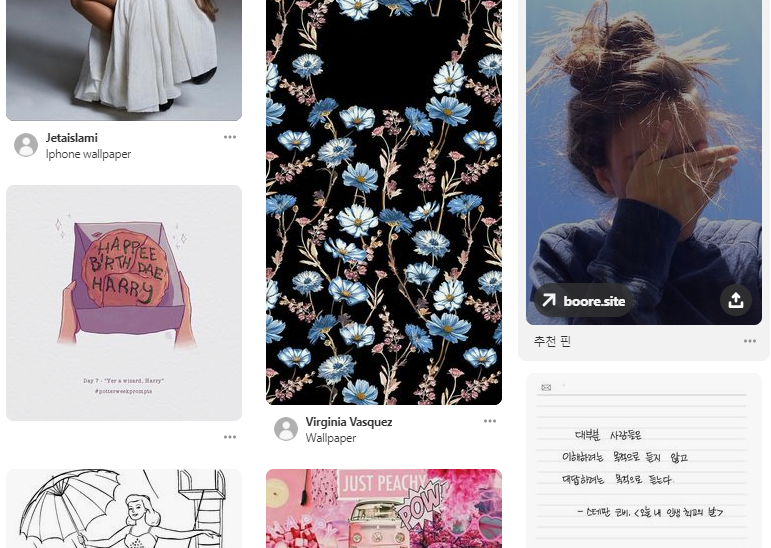 Jetaislami
Iphone wallpaper
HAPPEE
BIRTHDAE
HARRY
Day 7 - "Yer a wizard, Harry"
#potterweekprompts
Virginia Vasquez
Wallpaper
JUST PEACHY
POW!
boore.site
추천 핀
대부분 사람들은
이해하려는 목적으로 듣지 않고
대답하려는 목적으로 듣는다.
- 스테판 코비, <오늘 내 인생 최고의 날>